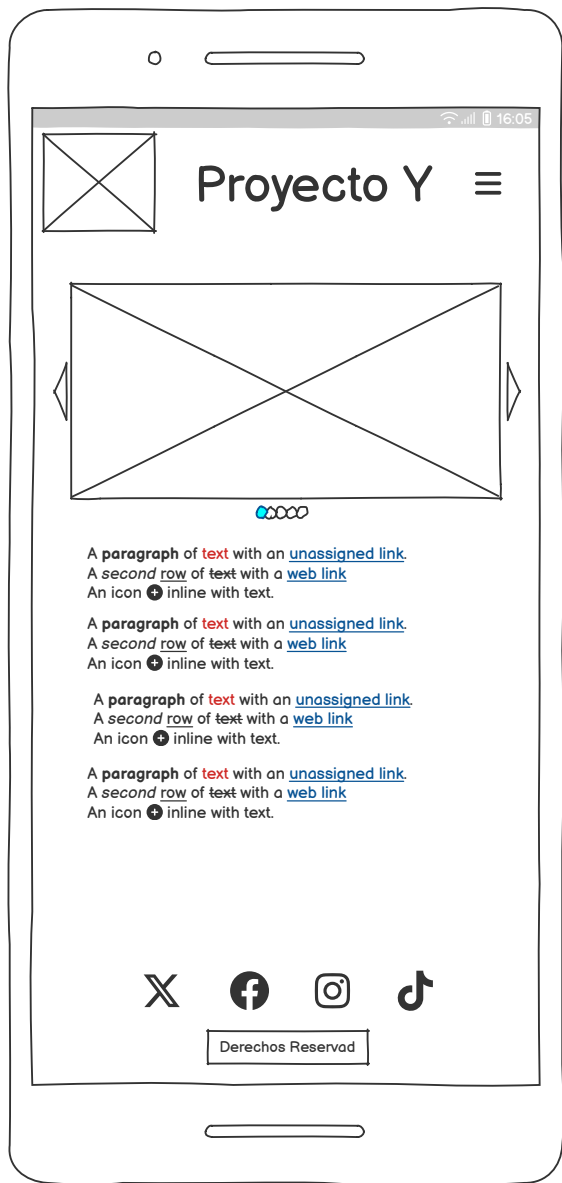 16:05
Proyecto Y
A paragraph of text with an unassigned link.
A second row of text with a web link
An icon inline with text.
A paragraph of text with an unassigned link.
A second row of text with a web link
An icon inline with text.
A paragraph of text with an unassigned link.
A second row of text with a web link
An icon inline with text.
A paragraph of text with an unassigned link.
A second row of text with a web link
An icon inline with text.
Derechos Reservad